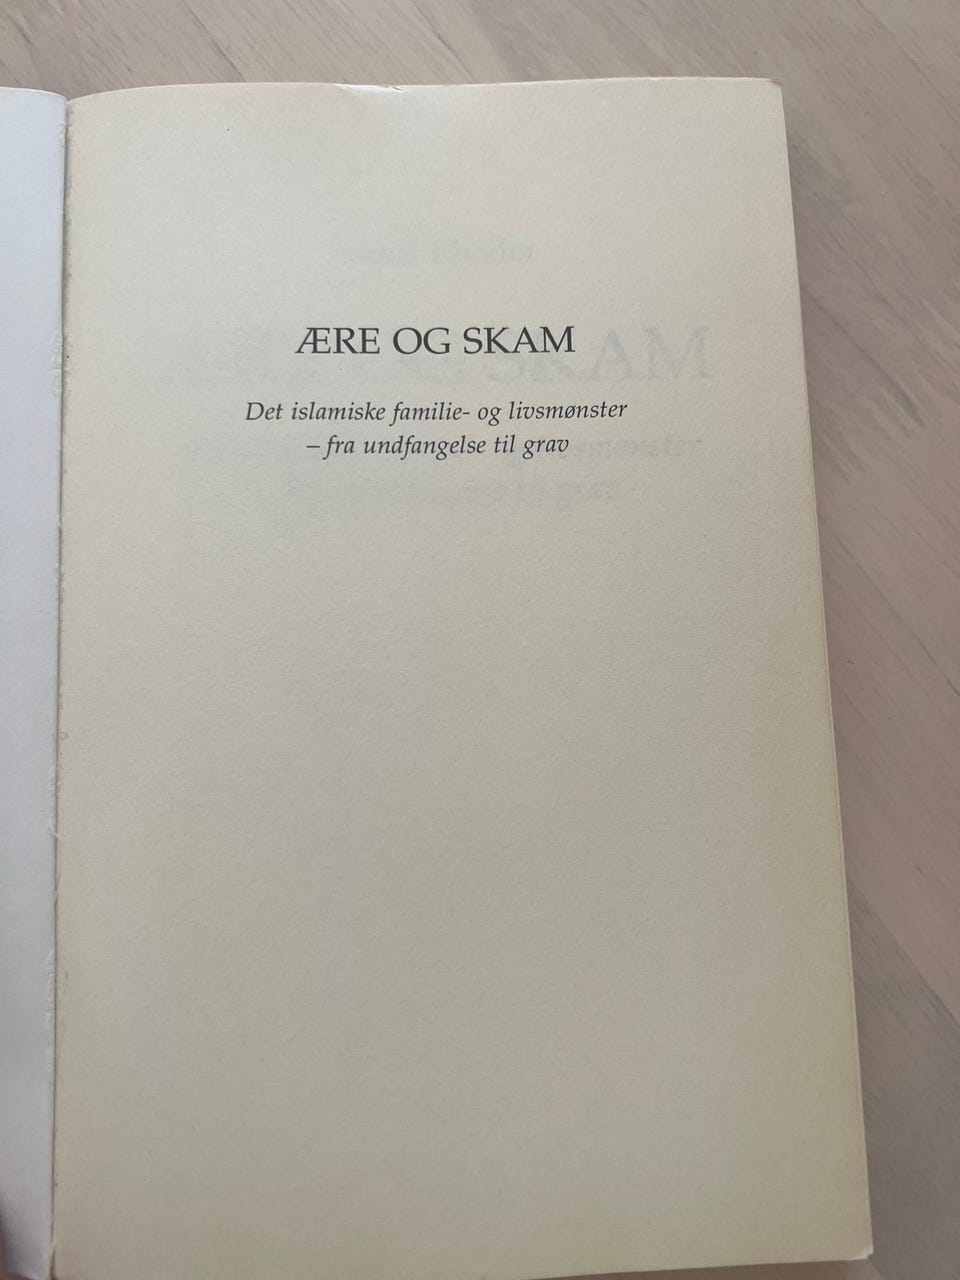 ÆRE OG SKAM
Det islamiske familie- og livsmønster
– fra undfangelse til grav